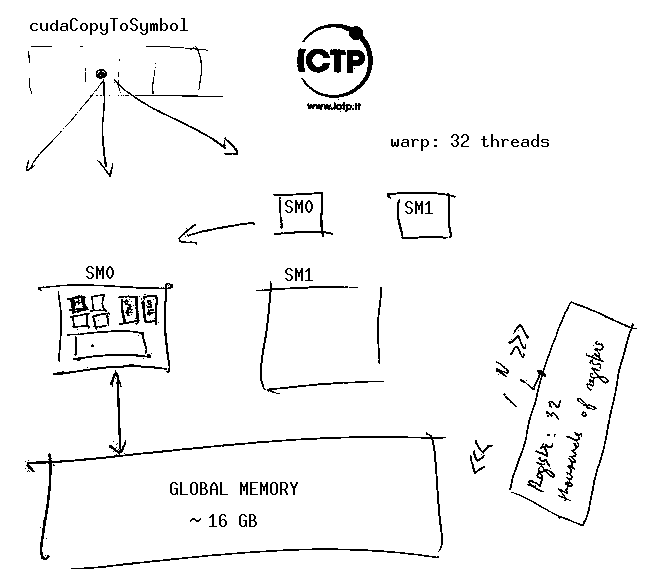 cudaCopyToSymbol
ICTP
www.ictp.it
warp: 32 threads
SM0
SM1
SM0
SM1
<<< 1 N >>>
Register: 32
thousands of registers
GLOBAL MEMORY
~ 16 GB